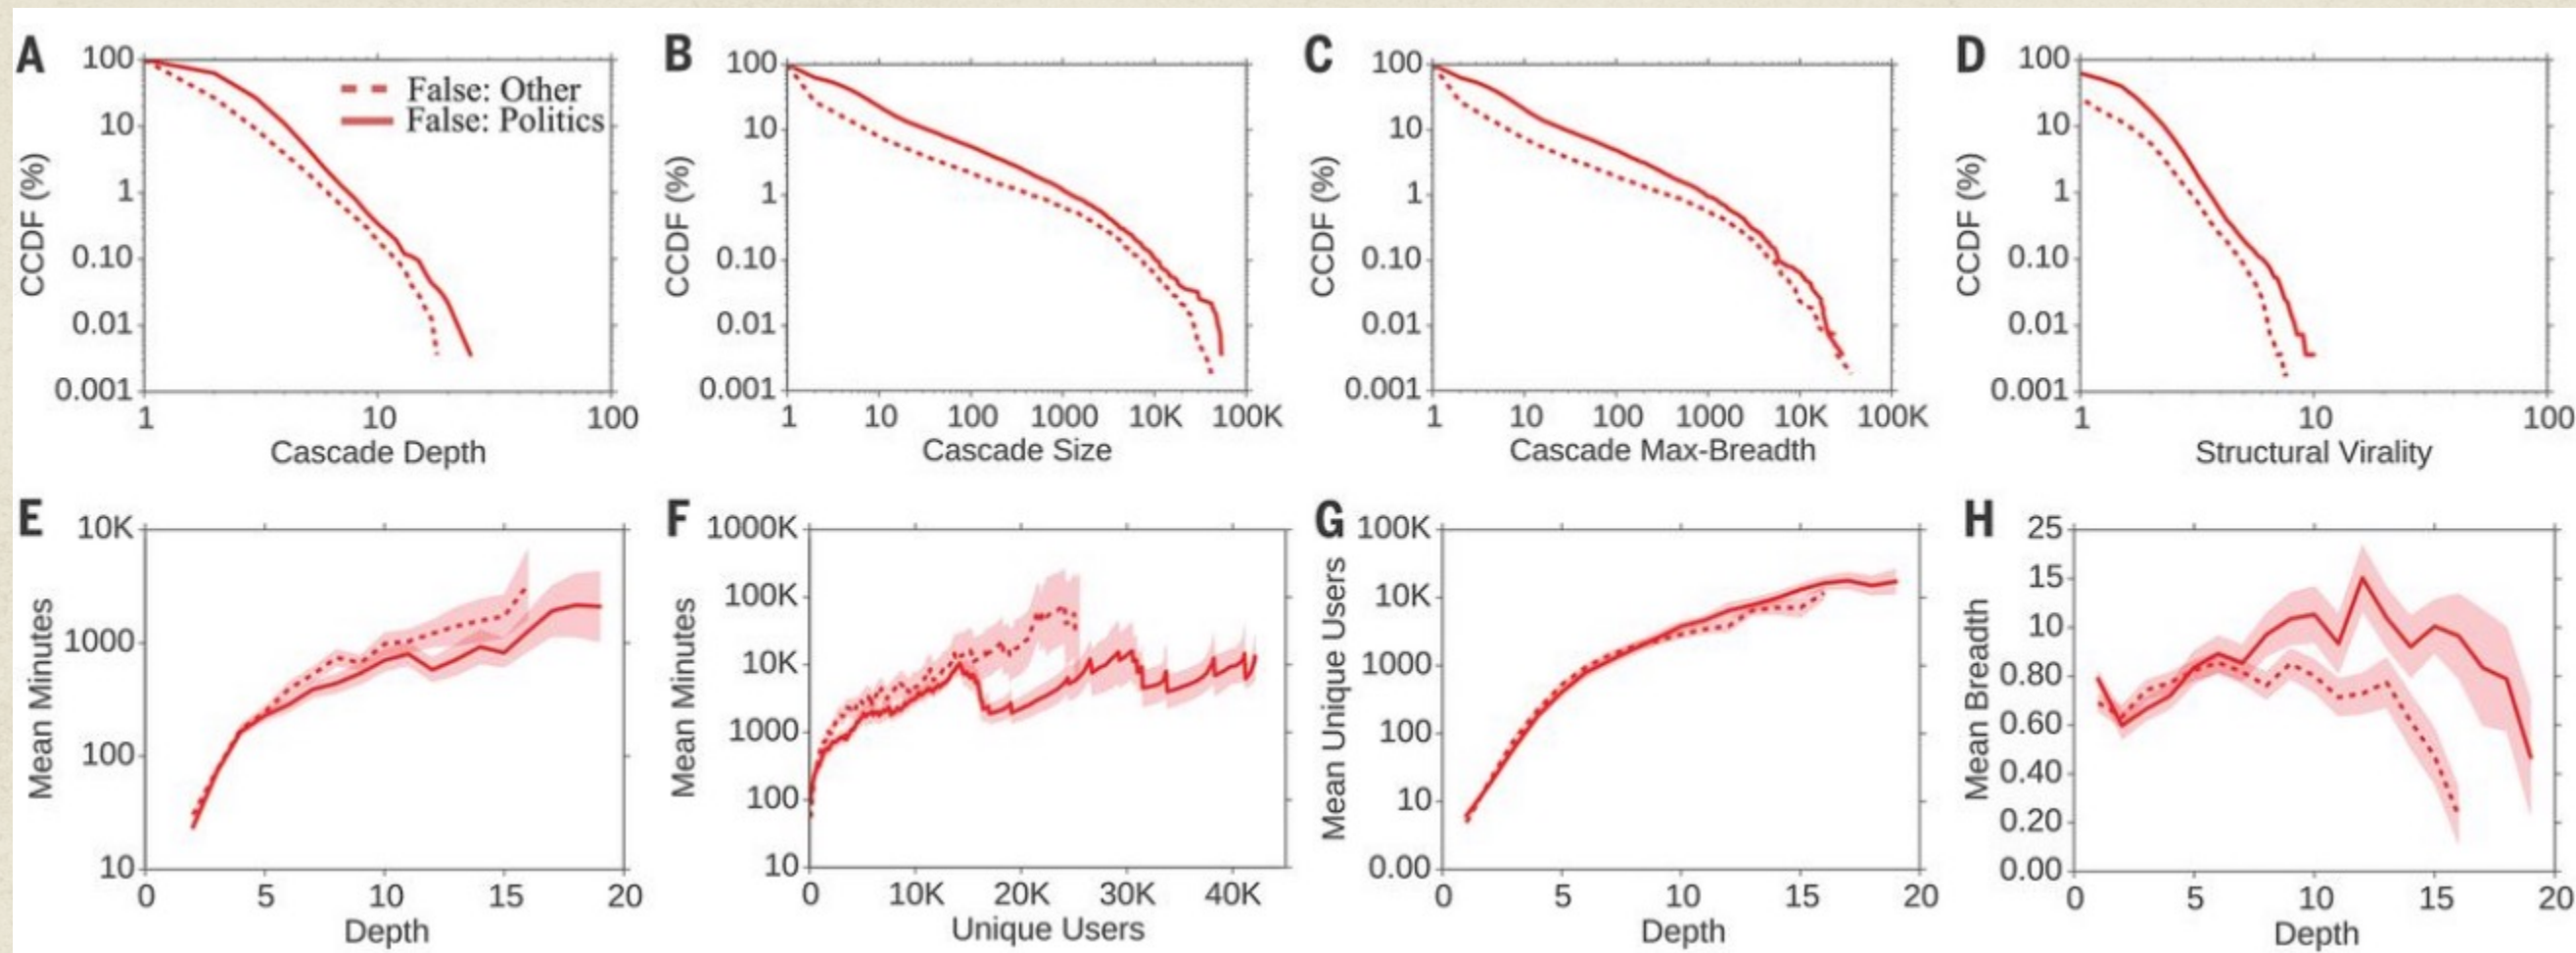 A
100
10
1
0.10
0.01
0.001
CCDF (%)
False: Other
False: Politics
1 10 100
Cascade Depth
B
100
10
1
0.10
0.01
0.001
CCDF (%)
1 10 100 1000 10K 100K
Cascade Size
C
100
10
1
0.10
0.01
0.001
CCDF (%)
1 10 100 1000 10K 100K
Cascade Max-Breadth
D
100
10
1
0.10
0.01
0.001
CCDF (%)
1 10 100
Structural Virality
E
10K
1000
100
10
Mean Minutes
0 5 10 15 20
Depth
F
1000K
100K
10K
1000
100
10
Mean Minutes
0 10K 20K 30K 40K
Unique Users
G
100K
10K
1000
100
10
0.00
Mean Unique Users
0 5 10 15 20
Depth
H
25
15
10
0.80
0.60
0.40
0.20
0.00
Mean Breadth
0 5 10 15 20
Depth